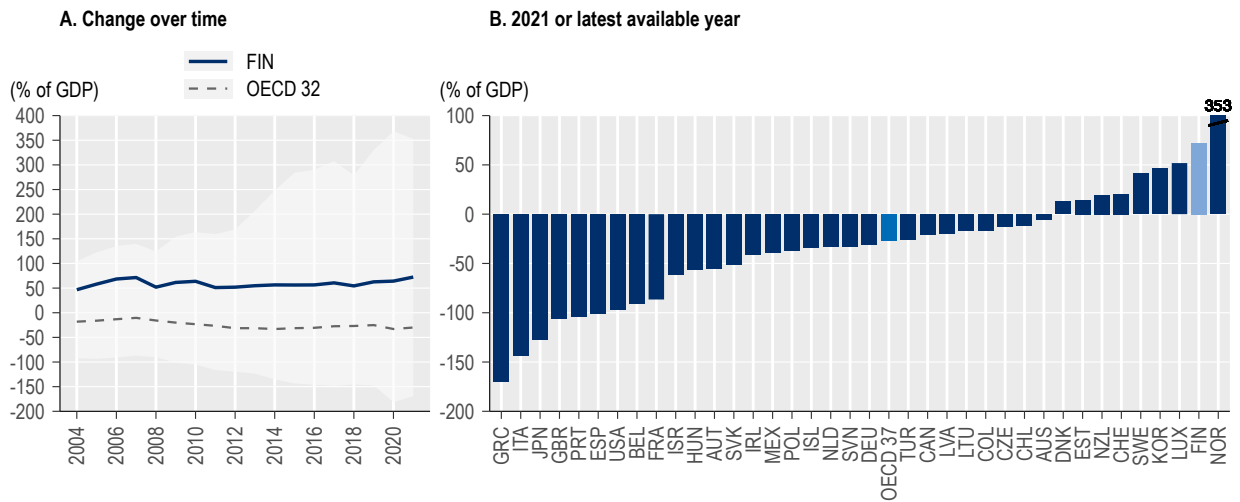 A. Change over time
FIN
OECD 32
(% of GDP)
400
350
300
250
200
150
100
50
0
-50
-100
-150
-200
2004
2006
2008
2010
2012
2014
2016
2018
2020
B. 2021 or latest available year
(% of GDP)
353
100
50
0
-50
-100
-150
-200
GRC
ITA
JPN
GBR
PRT
ESP
USA
BEL
FRA
ISR
HUN
AUT
SVK
IRL
MEX
POL
ISL
NLD
SVN
DEU
OECD 37
TUR
CAN
LVA
LTU
COL
CZE
CHL
AUS
DNK
EST
NZL
CHE
SWE
KOR
LUX
FIN
NOR